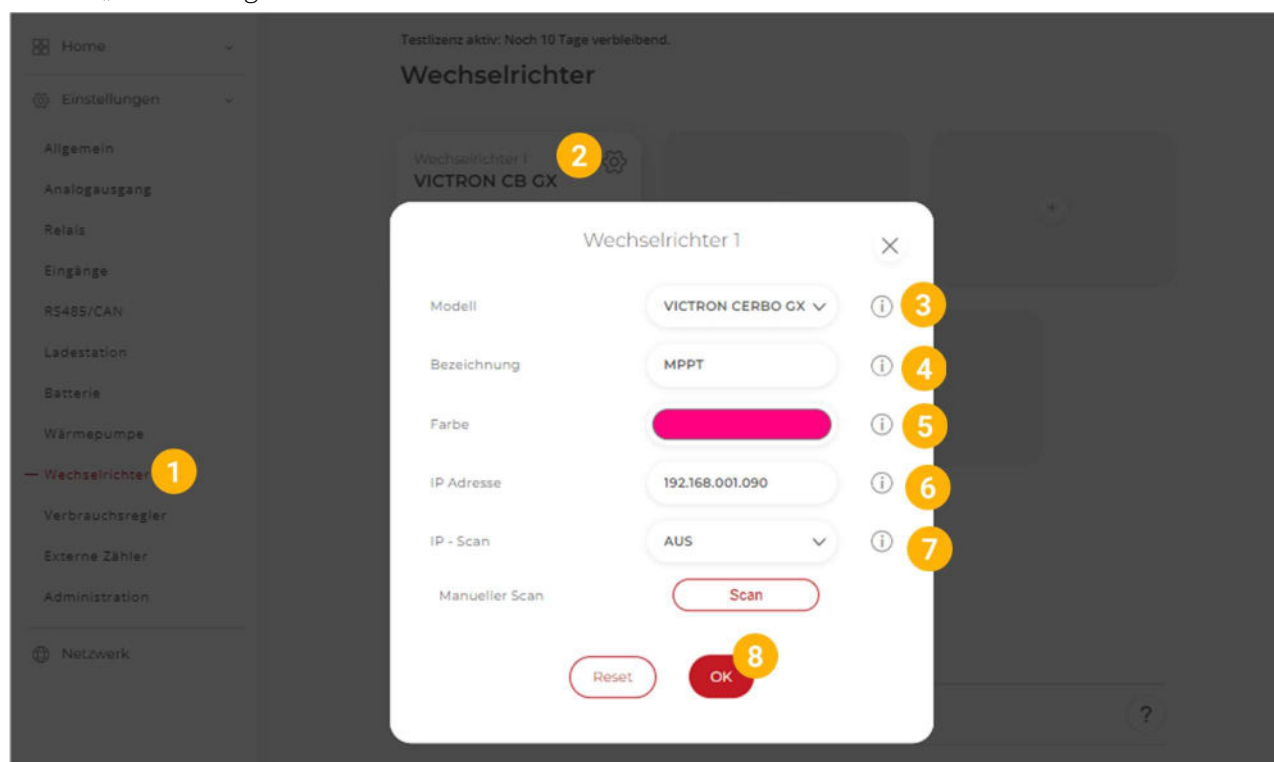 Home
Einstellungen
Allgemein
Analogausgang
Relais
Eingänge
RS485/CAN
Ladestation
Batterie
Wärmepumpe
Wechselrichter 1
Verbrauchsregler
Externe Zähler
Administration
Netzwerk
Testlizenz aktiv: Noch 10 Tage verbleibend.
Wechselrichter
Wechselrichter 1 2
VICTRON CB GX
+
Wechselrichter 1
Modell VICTRON CERBO GX i 3
Bezeichnung MPPT i 4
Farbe i 5
IP Adresse 192.168.001.090 i 6
IP - Scan AUS i 7
Manueller Scan Scan
Reset OK 8
?